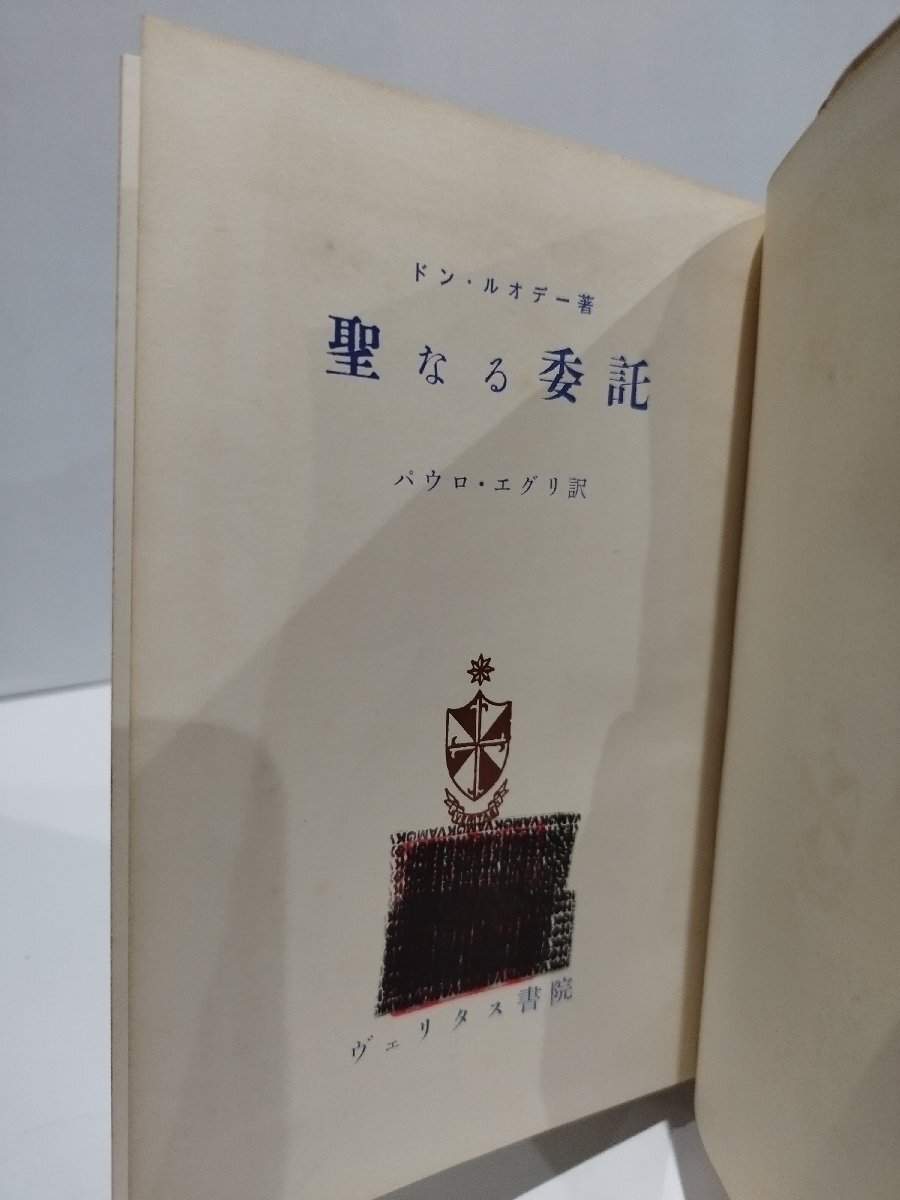 ドン・ルオデー著
聖なる委託
パウロ・エグリ訳
VERITAS
ヴェリタス書院